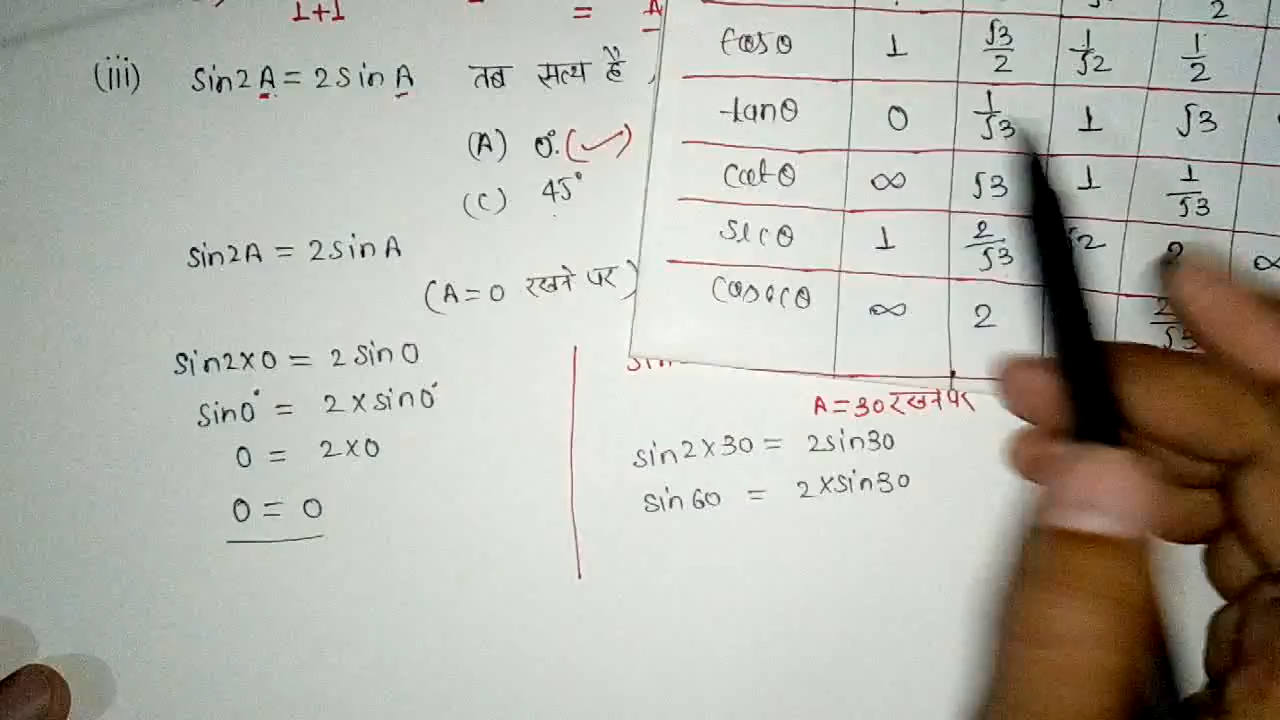 1+1 =
(iii) sin2A = 2sinA तब सत्य है
(A) 0°. (✓)
(C) 45°
sin2A = 2sinA
(A=0 रखने पर)
sin2×0 = 2sin0
sin0° = 2×sin0°
0 = 2×0
0 = 0
2
cosθ 1 √3/2 1/√2 1/2
tanθ 0 1/√3 1 √3
cotθ ∞ √3 1 1/√3
secθ 1 2/√3 √2 2 ∞
cosecθ ∞ 2
A=30 रखने पर
sin2×30 = 2sin30
sin60 = 2×sin30